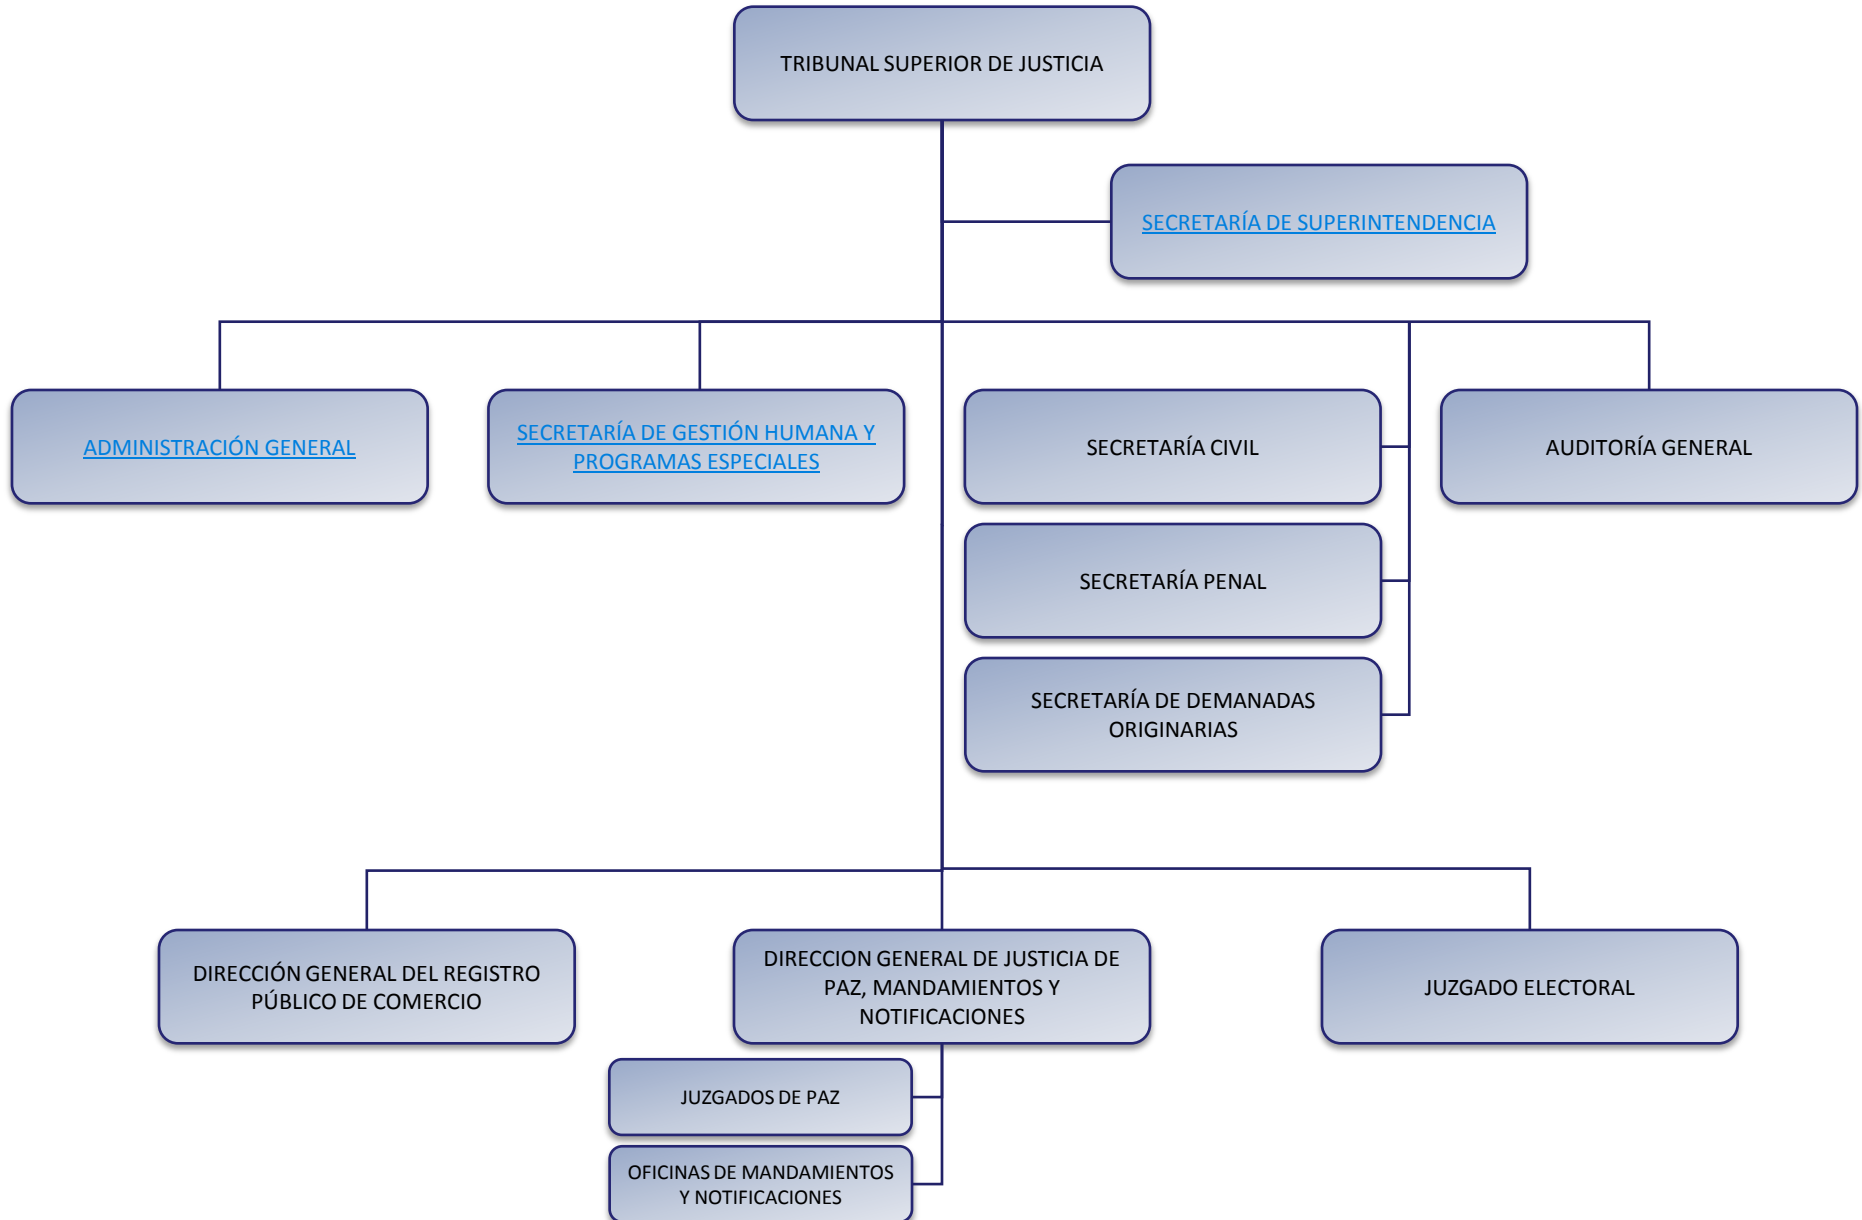 TRIBUNAL SUPERIOR DE JUSTICIA
SECRETARÍA DE SUPERINTENDENCIA
ADMINISTRACIÓN GENERAL
SECRETARÍA DE GESTIÓN HUMANA Y
PROGRAMAS ESPECIALES
SECRETARÍA CIVIL
AUDITORÍA GENERAL
SECRETARÍA PENAL
SECRETARÍA DE DEMANADAS
ORIGINARIAS
DIRECCIÓN GENERAL DEL REGISTRO
PÚBLICO DE COMERCIO
DIRECCION GENERAL DE JUSTICIA DE
PAZ, MANDAMIENTOS Y
NOTIFICACIONES
JUZGADO ELECTORAL
JUZGADOS DE PAZ
OFICINAS DE MANDAMIENTOS
Y NOTIFICACIONES